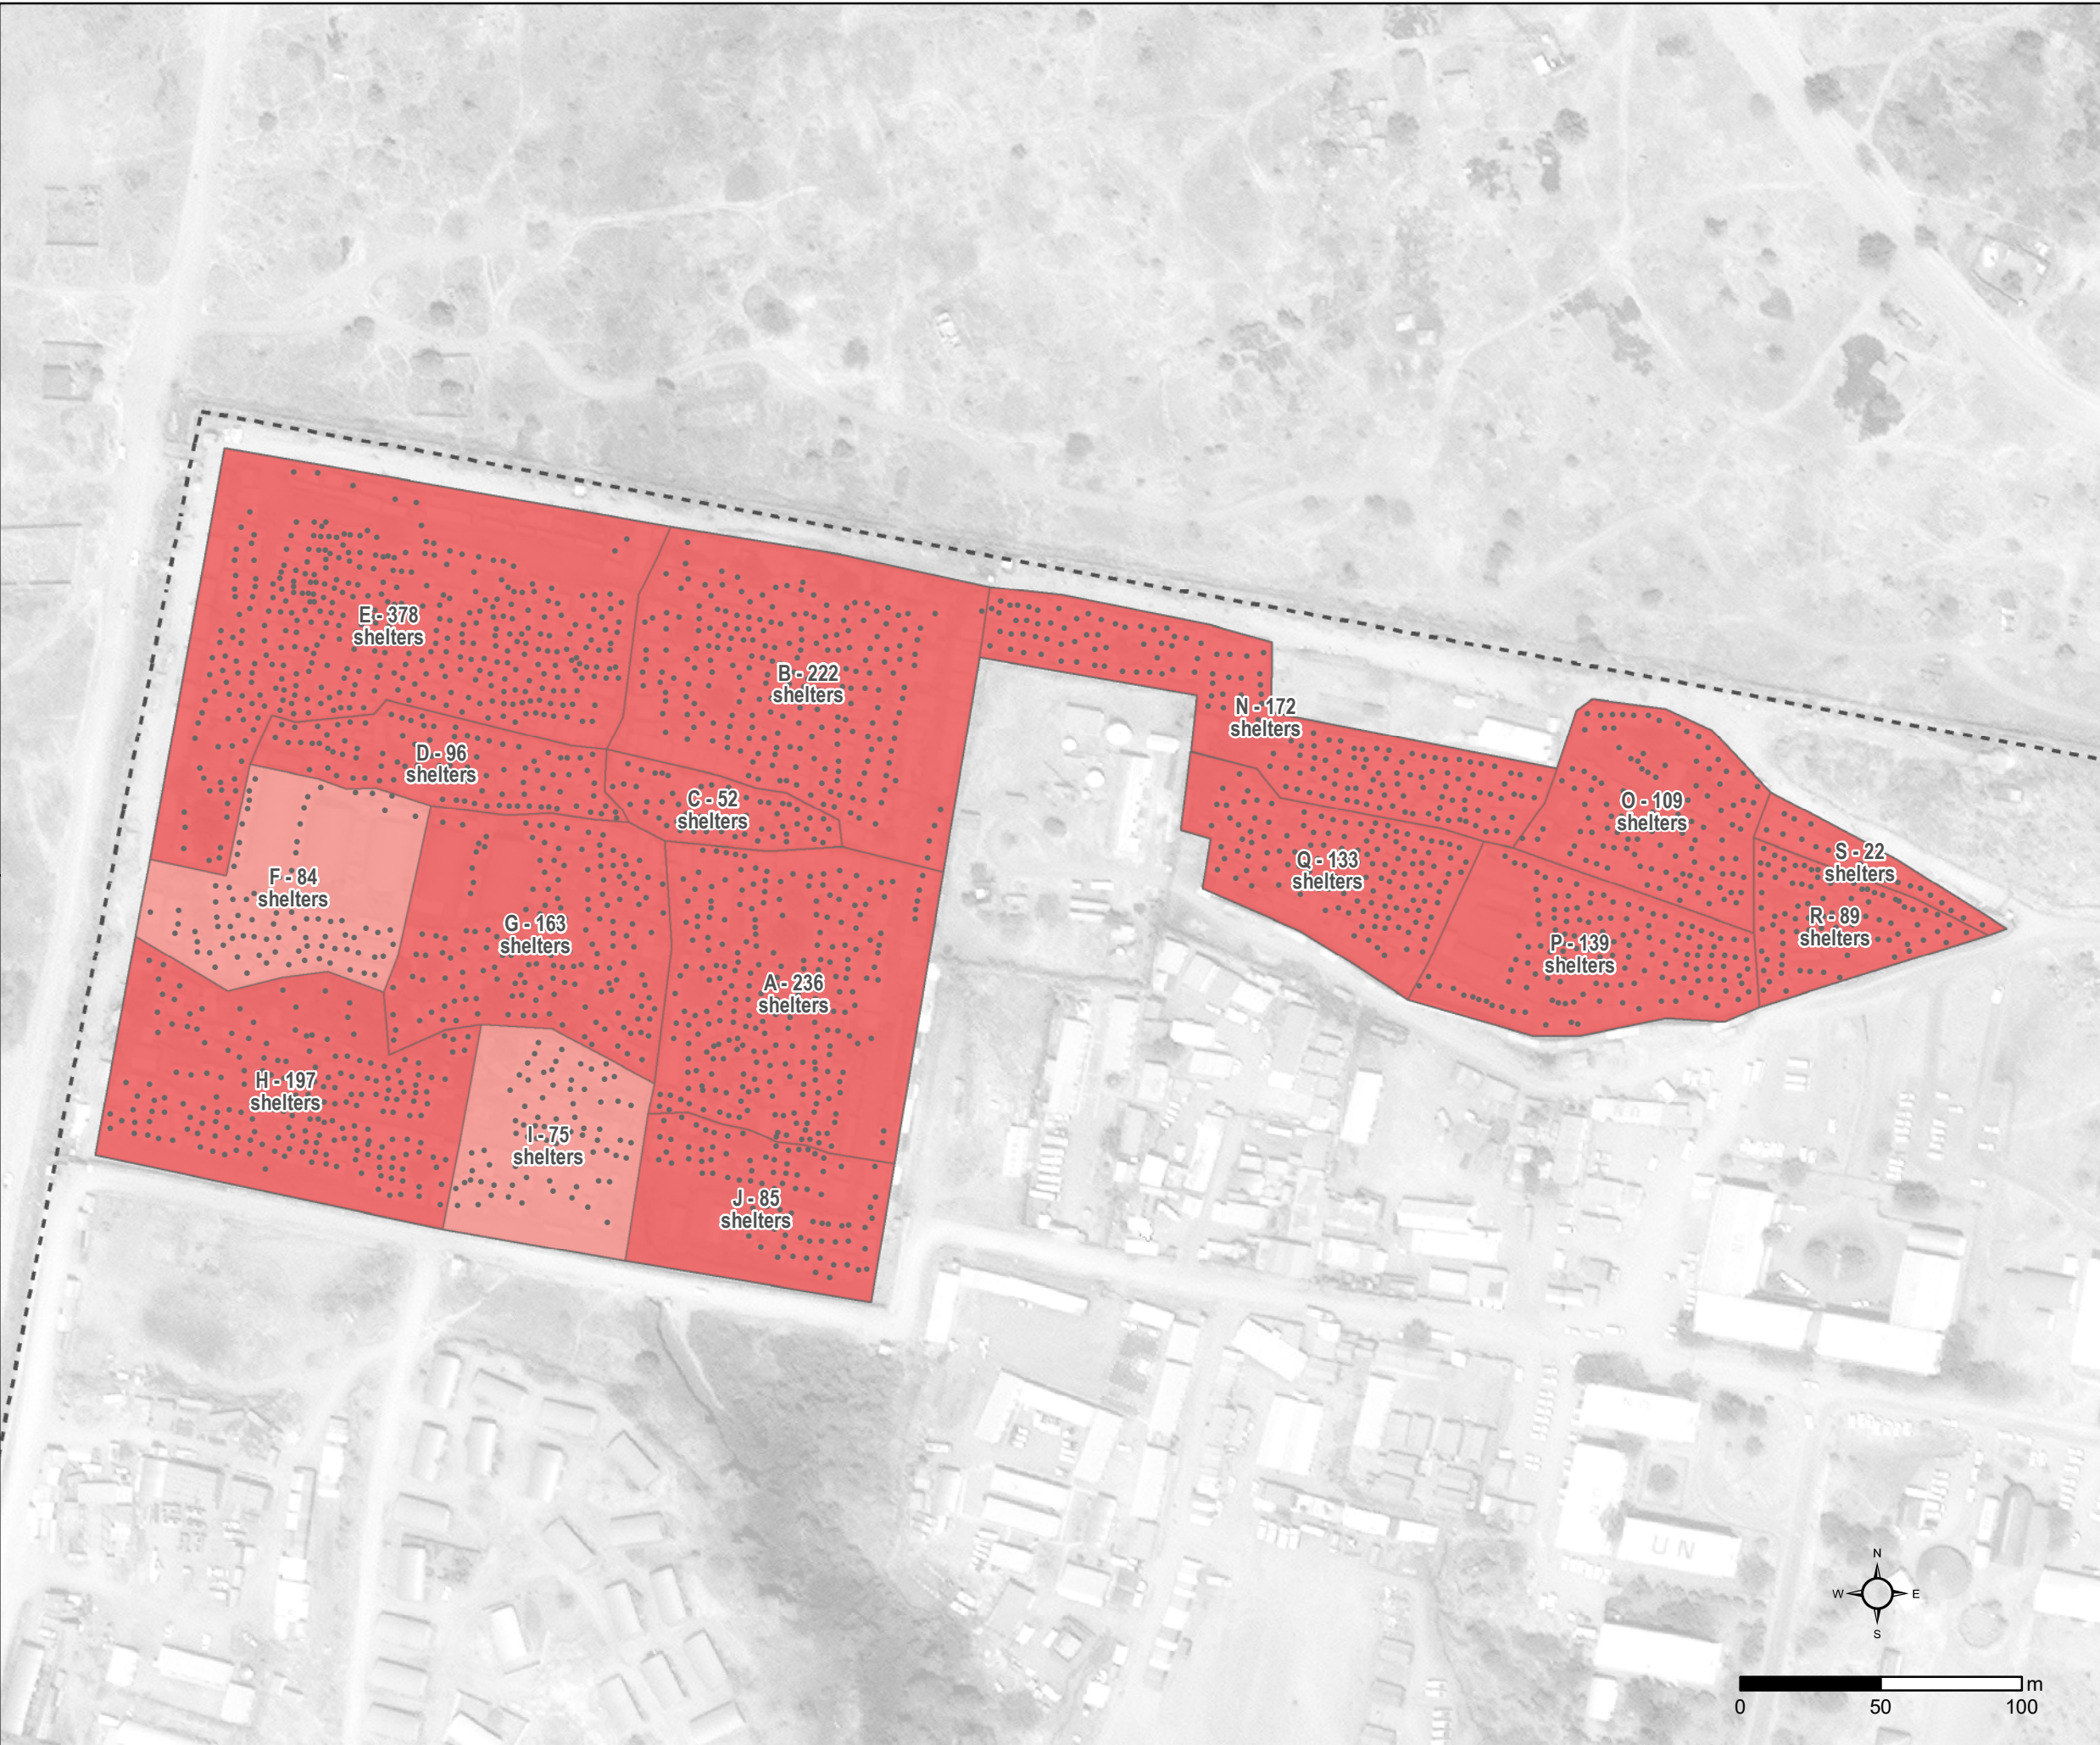 E - 378
shelters
B - 222
shelters
N - 172
shelters
D - 96
shelters
C - 52
shelters
O - 109
shelters
S - 22
shelters
Q - 133
shelters
F - 84
shelters
R - 89
shelters
G - 163
shelters
P - 139
shelters
A - 236
shelters
H - 197
shelters
I - 75
shelters
J - 85
shelters
UN
N
W
E
S
m
0
50
100